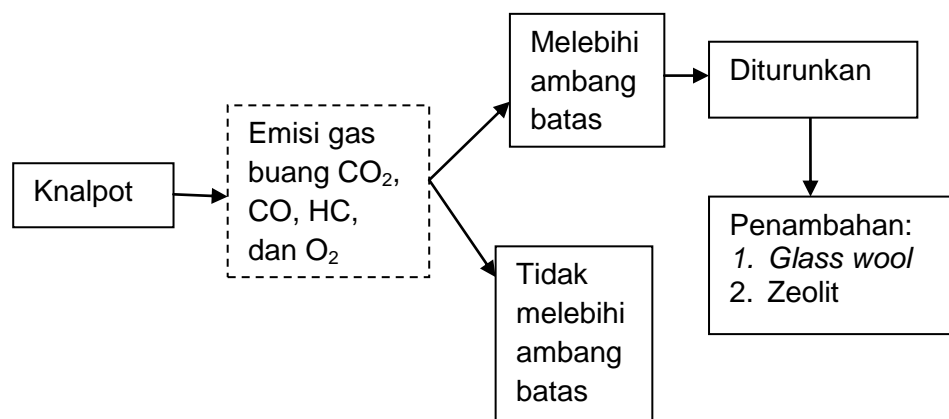 Knalpot
Emisi gas
buang CO₂,
CO, HC,
dan O₂
Melebihi
ambang
batas
Diturunkan
Penambahan:
1. Glass wool
2. Zeolit
Tidak
melebihi
ambang
batas